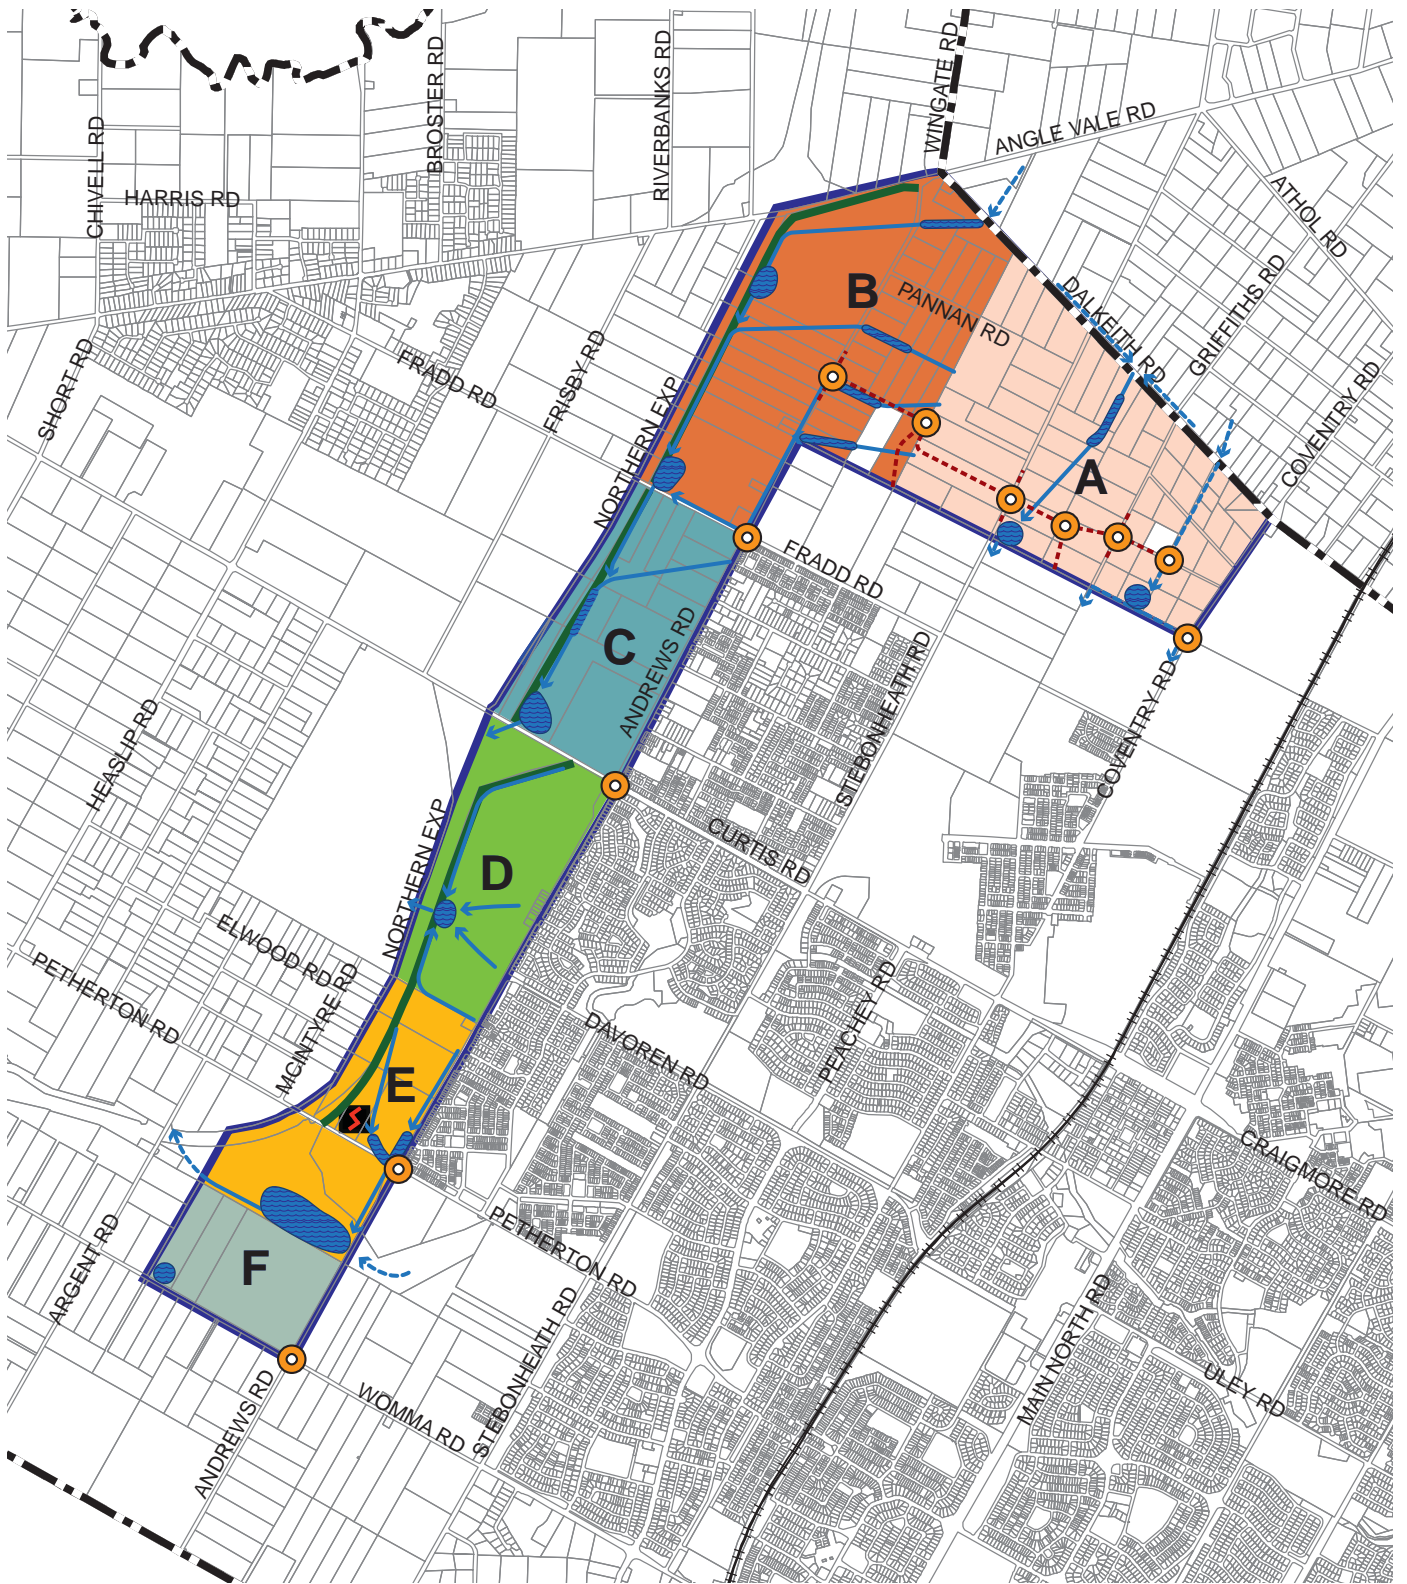 WINGATE RD
BROSTER RD
RIVERBANKS RD
ANGLE VALE RD
CHIVELL RD
HARRIS RD
ATHOL RD
B
PANNAN RD
DALKEITH RD
GRIFFITHS RD
SHORT RD
FRADD RD
FRISBY RD
NORTHERN EXP
COVENTRY RD
A
FRADD RD
C
ANDREWS RD
STEBONHEATH RD
COVENTRY RD
HEASLIP RD
CURTIS RD
D
NORTHERN EXP
ELWOOD RD
PETHERTON RD
MCINTYRE RD
PEACHEY RD
DAVOREN RD
E
CRAIGMORE RD
PETHERTON RD
ARGENT RD
F
STEBONHEATH RD
MAIN NORTH RD
ULEY RD
ANDREWS RD
WOMMA RD